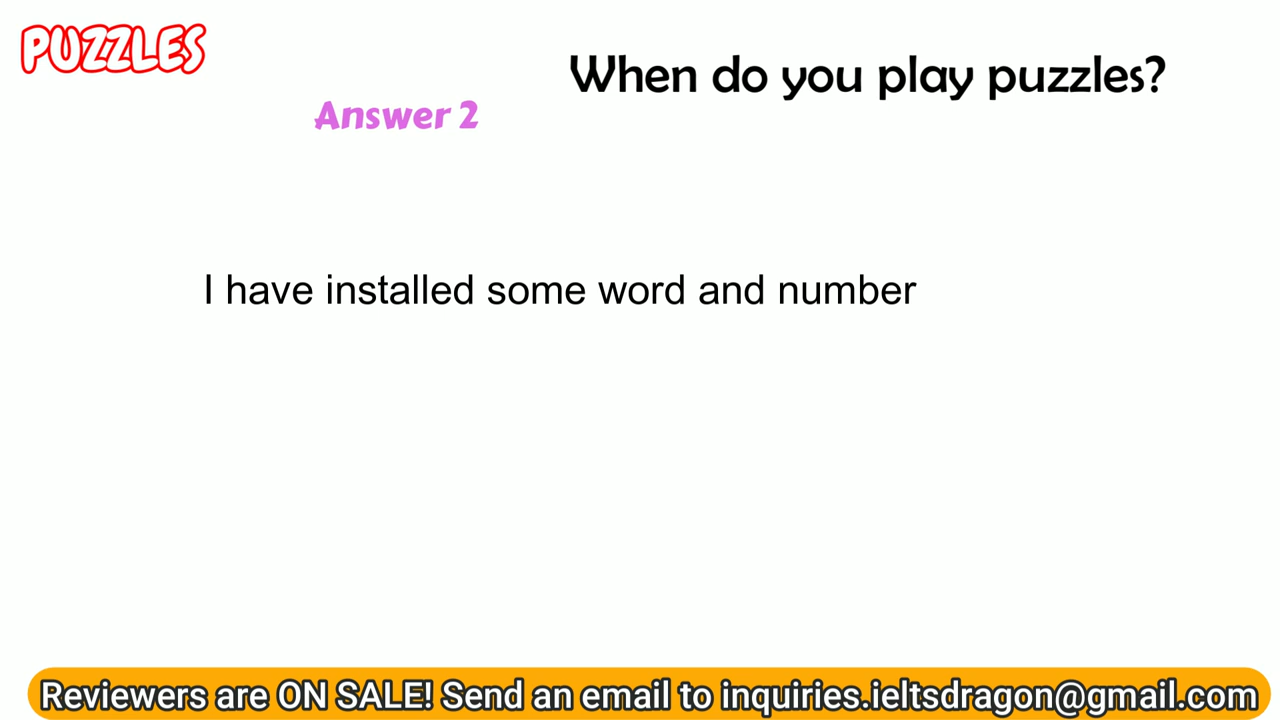 PUZZLES
When do you play puzzles?
Answer 2
I have installed some word and number
Reviewers are ON SALE! Send an email to inquiries.ieltsdragon@gmail.com